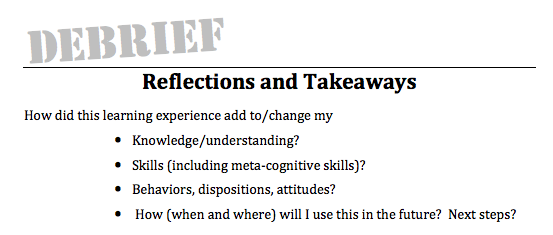 DEBRIEF
Reflections and Takeaways
How did this learning experience add to/change my
• Knowledge/understanding?
• Skills (including meta-cognitive skills)?
• Behaviors, dispositions, attitudes?
• How (when and where) will I use this in the future?  Next steps?